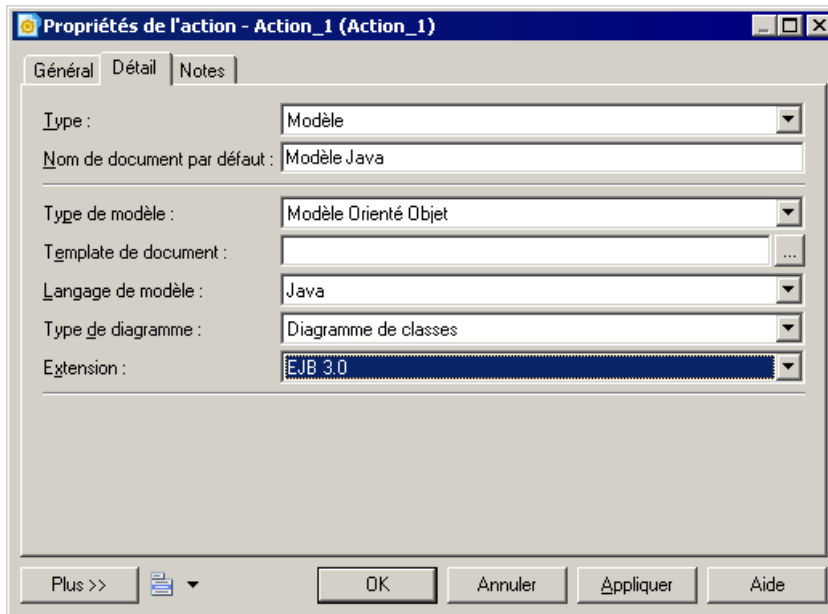 Propriétés de l'action - Action_1 (Action_1)
Général Détail Notes
Type : Modèle
Nom de document par défaut : Modèle Java
Type de modèle : Modèle Orienté Objet
Template de document : ...
Langage de modèle : Java
Type de diagramme : Diagramme de classes
Extension : EJB 3.0
Plus >> OK Annuler Appliquer Aide